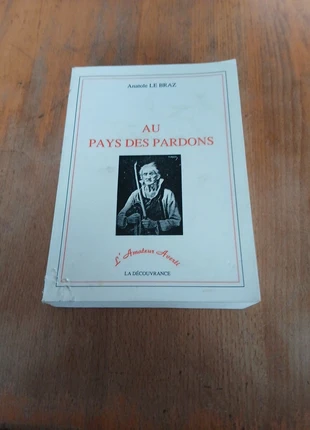 Anatole LE BRAZ
AU
PAYS DES PARDONS
L'Amateur Averti
LA DÉCOUVRANCE